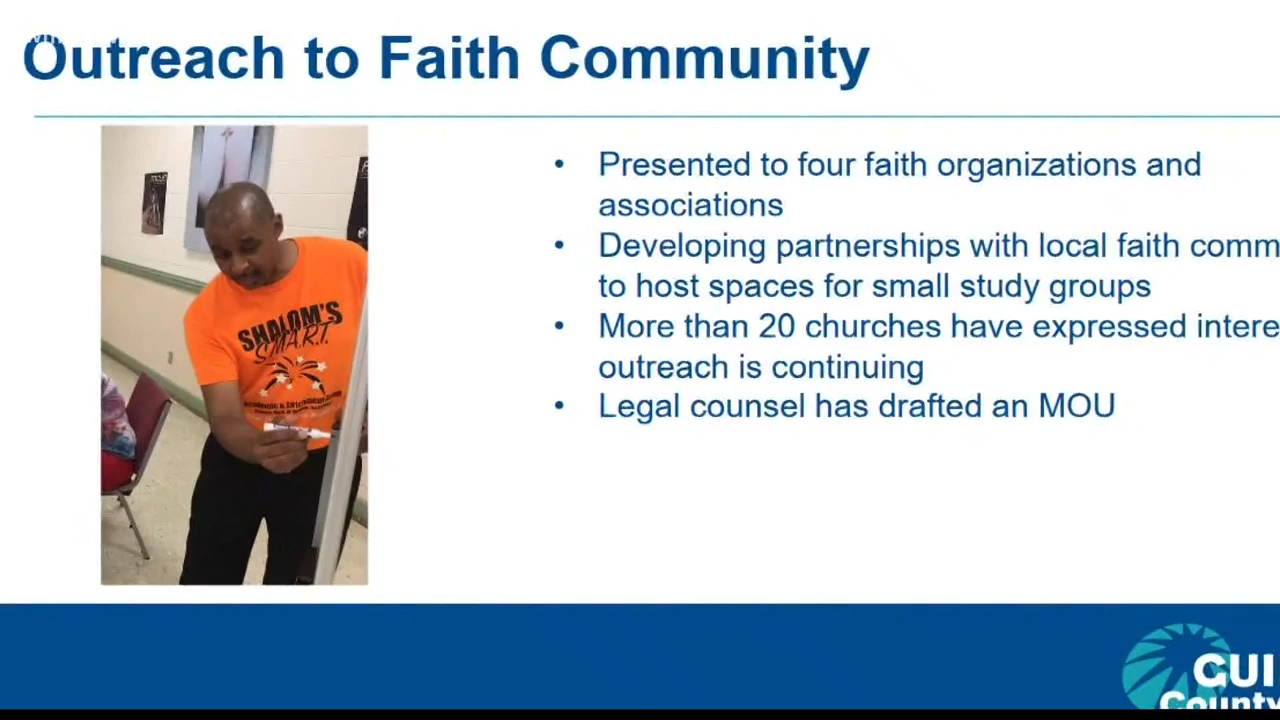 Outreach to Faith Community
• Presented to four faith organizations and
associations
• Developing partnerships with local faith comm
to host spaces for small study groups
• More than 20 churches have expressed intere
outreach is continuing
• Legal counsel has drafted an MOU
SHALOM'S
S.M.A.R.T.
GUI
County